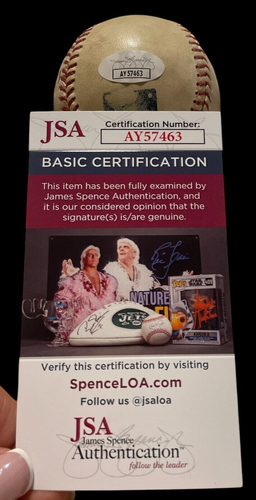 AY57463
JSA
Certification Number:
AY57463
BASIC CERTIFICATION
This item has been fully examined by
James Spence Authentication, and
it is our considered opinion that the
signature(s) is/are genuine.
NATURE
JETS
Verify this certification by visiting
SpenceLOA.com
Follow us @jsaloa
JSA
James Spence
Authentication
follow the leader